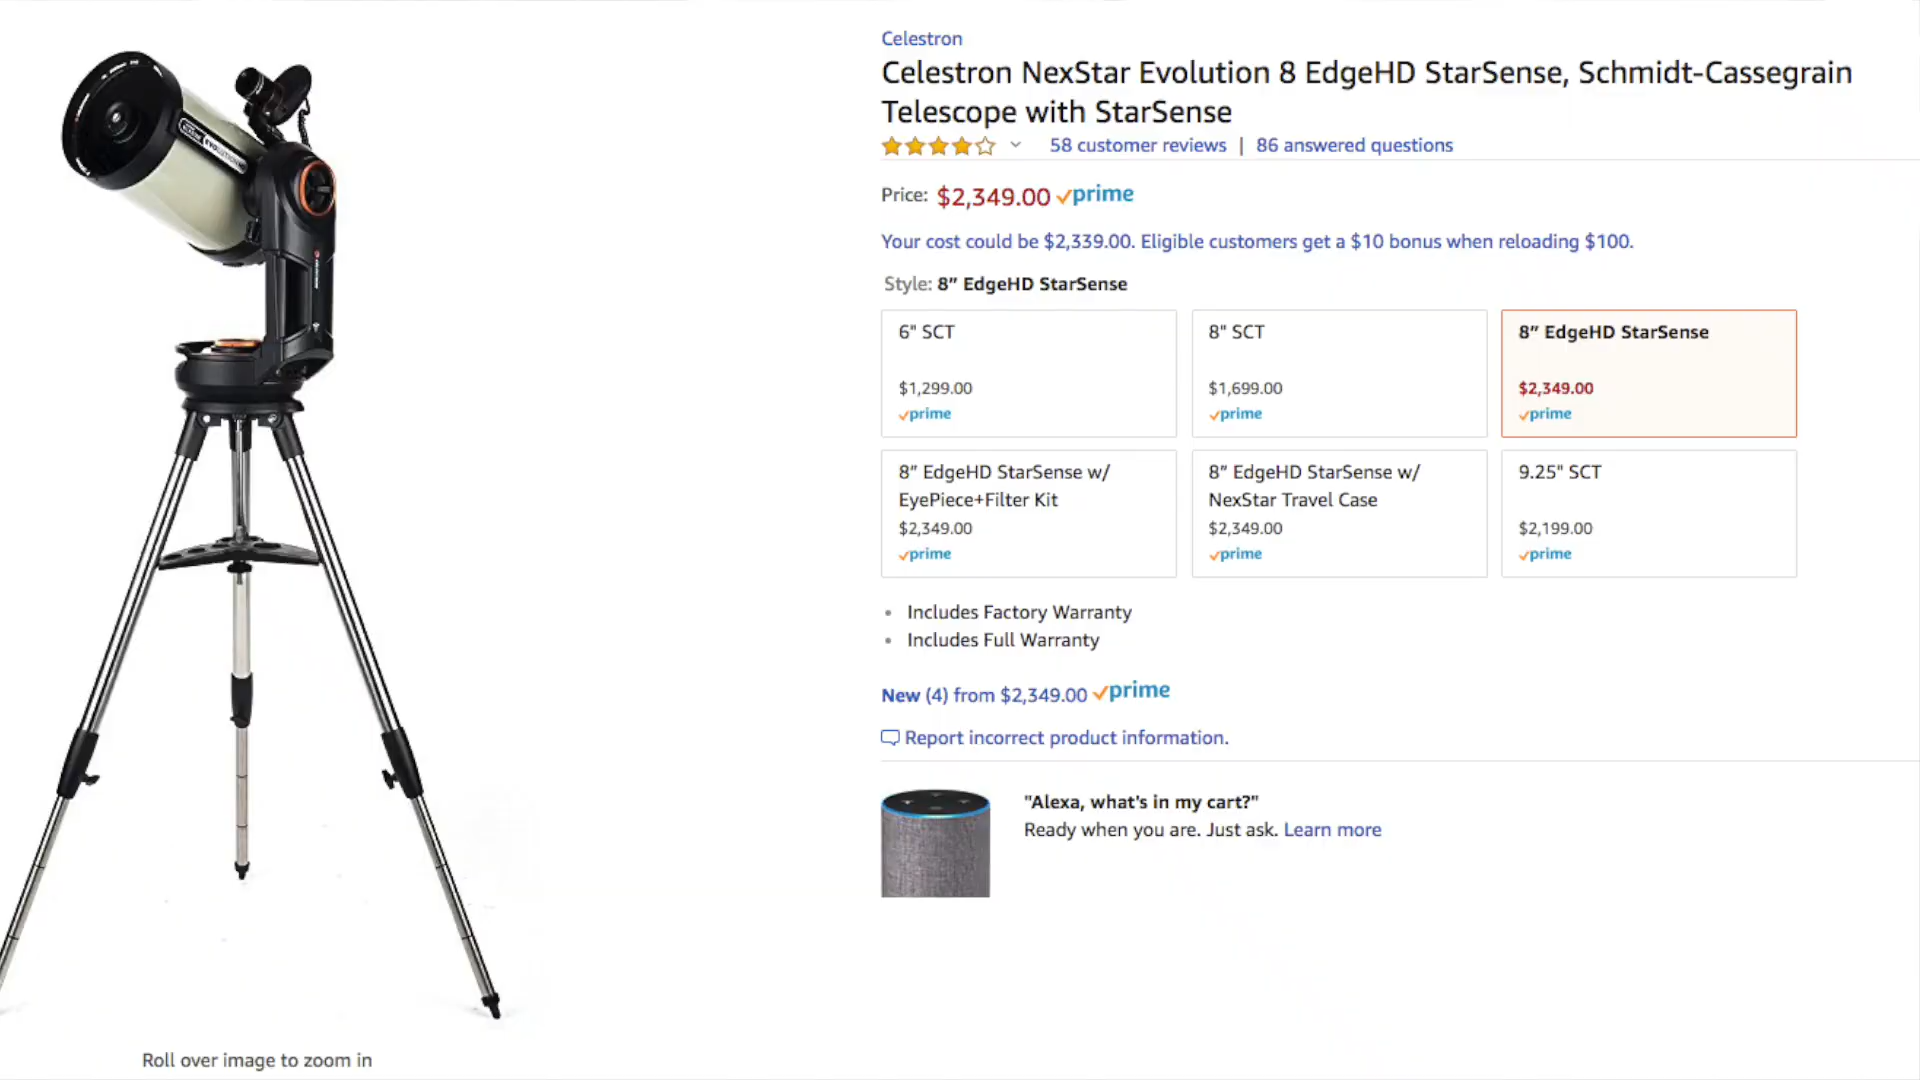 Celestron
Celestron NexStar Evolution 8 EdgeHD StarSense, Schmidt-Cassegrain
Telescope with StarSense
58 customer reviews | 86 answered questions
Price: $2,349.00 prime
Your cost could be $2,339.00. Eligible customers get a $10 bonus when reloading $100.
Style: 8” EdgeHD StarSense
6" SCT
$1,299.00
prime
8" SCT
$1,699.00
prime
8” EdgeHD StarSense
$2,349.00
prime
8” EdgeHD StarSense w/
EyePiece+Filter Kit
$2,349.00
prime
8” EdgeHD StarSense w/
NexStar Travel Case
$2,349.00
prime
9.25" SCT
$2,199.00
prime
• Includes Factory Warranty
• Includes Full Warranty
New (4) from $2,349.00 prime
Report incorrect product information.
"Alexa, what's in my cart?"
Ready when you are. Just ask. Learn more
EVOLUTION
Roll over image to zoom in